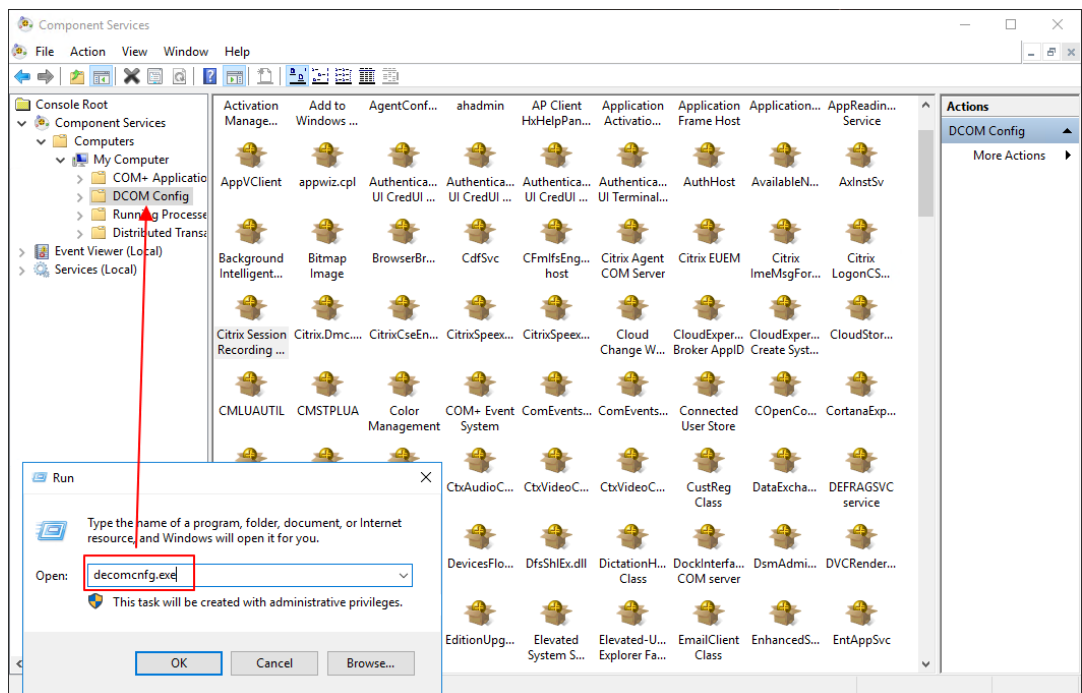 Component Services
File Action View Window Help
Console Root
Component Services
Computers
My Computer
COM+ Applicatio
DCOM Config
Running Processe
Distributed Transa
Event Viewer (Local)
Services (Local)
Activation Add to AgentConf... ahadmin AP Client Application Application Application... AppReadin...
Manage... Windows ... HxHelpPan... Activatio... Frame Host Service
AppVClient appwiz.cpl Authentica... Authentica... Authentica... Authentica... AuthHost AvailableN... AxInstSv
UI CredUI ... UI CredUI ... UI CredUI ... UI Terminal...
Background Bitmap BrowserBr... CdfSvc CFmIfsEng... Citrix Agent Citrix EUEM Citrix Citrix
Intelligent... Image host COM Server ImeMsgFor... LogonCS...
Citrix Session Citrix.Dmc.... CitrixCseEn... CitrixSpeex... CitrixSpeex... Cloud CloudExper... CloudExper... CloudStor...
Recording ... Change W... Broker AppID Create Syst...
CMLUAUTIL CMSTPLUA Color COM+ Event ComEvents... ComEvents... Connected COpenCo... CortanaExp...
Management System User Store
CtxAudioC... CtxVideoC... CtxVideoC... CustReg DataExcha... DEFRAGSVC
Class service
DevicesFlo... DfsShlEx.dll DictationH... DockInterfa... DsmAdmi... DVCRender...
Class COM server
EditionUpg... Elevated Elevated-U... EmailClient EnhancedS... EntAppSvc
System S... Explorer Fa... Class
Actions
DCOM Config
More Actions
Run
Type the name of a program, folder, document, or Internet
resource, and Windows will open it for you.
Open: decomcnfg.exe
This task will be created with administrative privileges.
OK Cancel Browse...